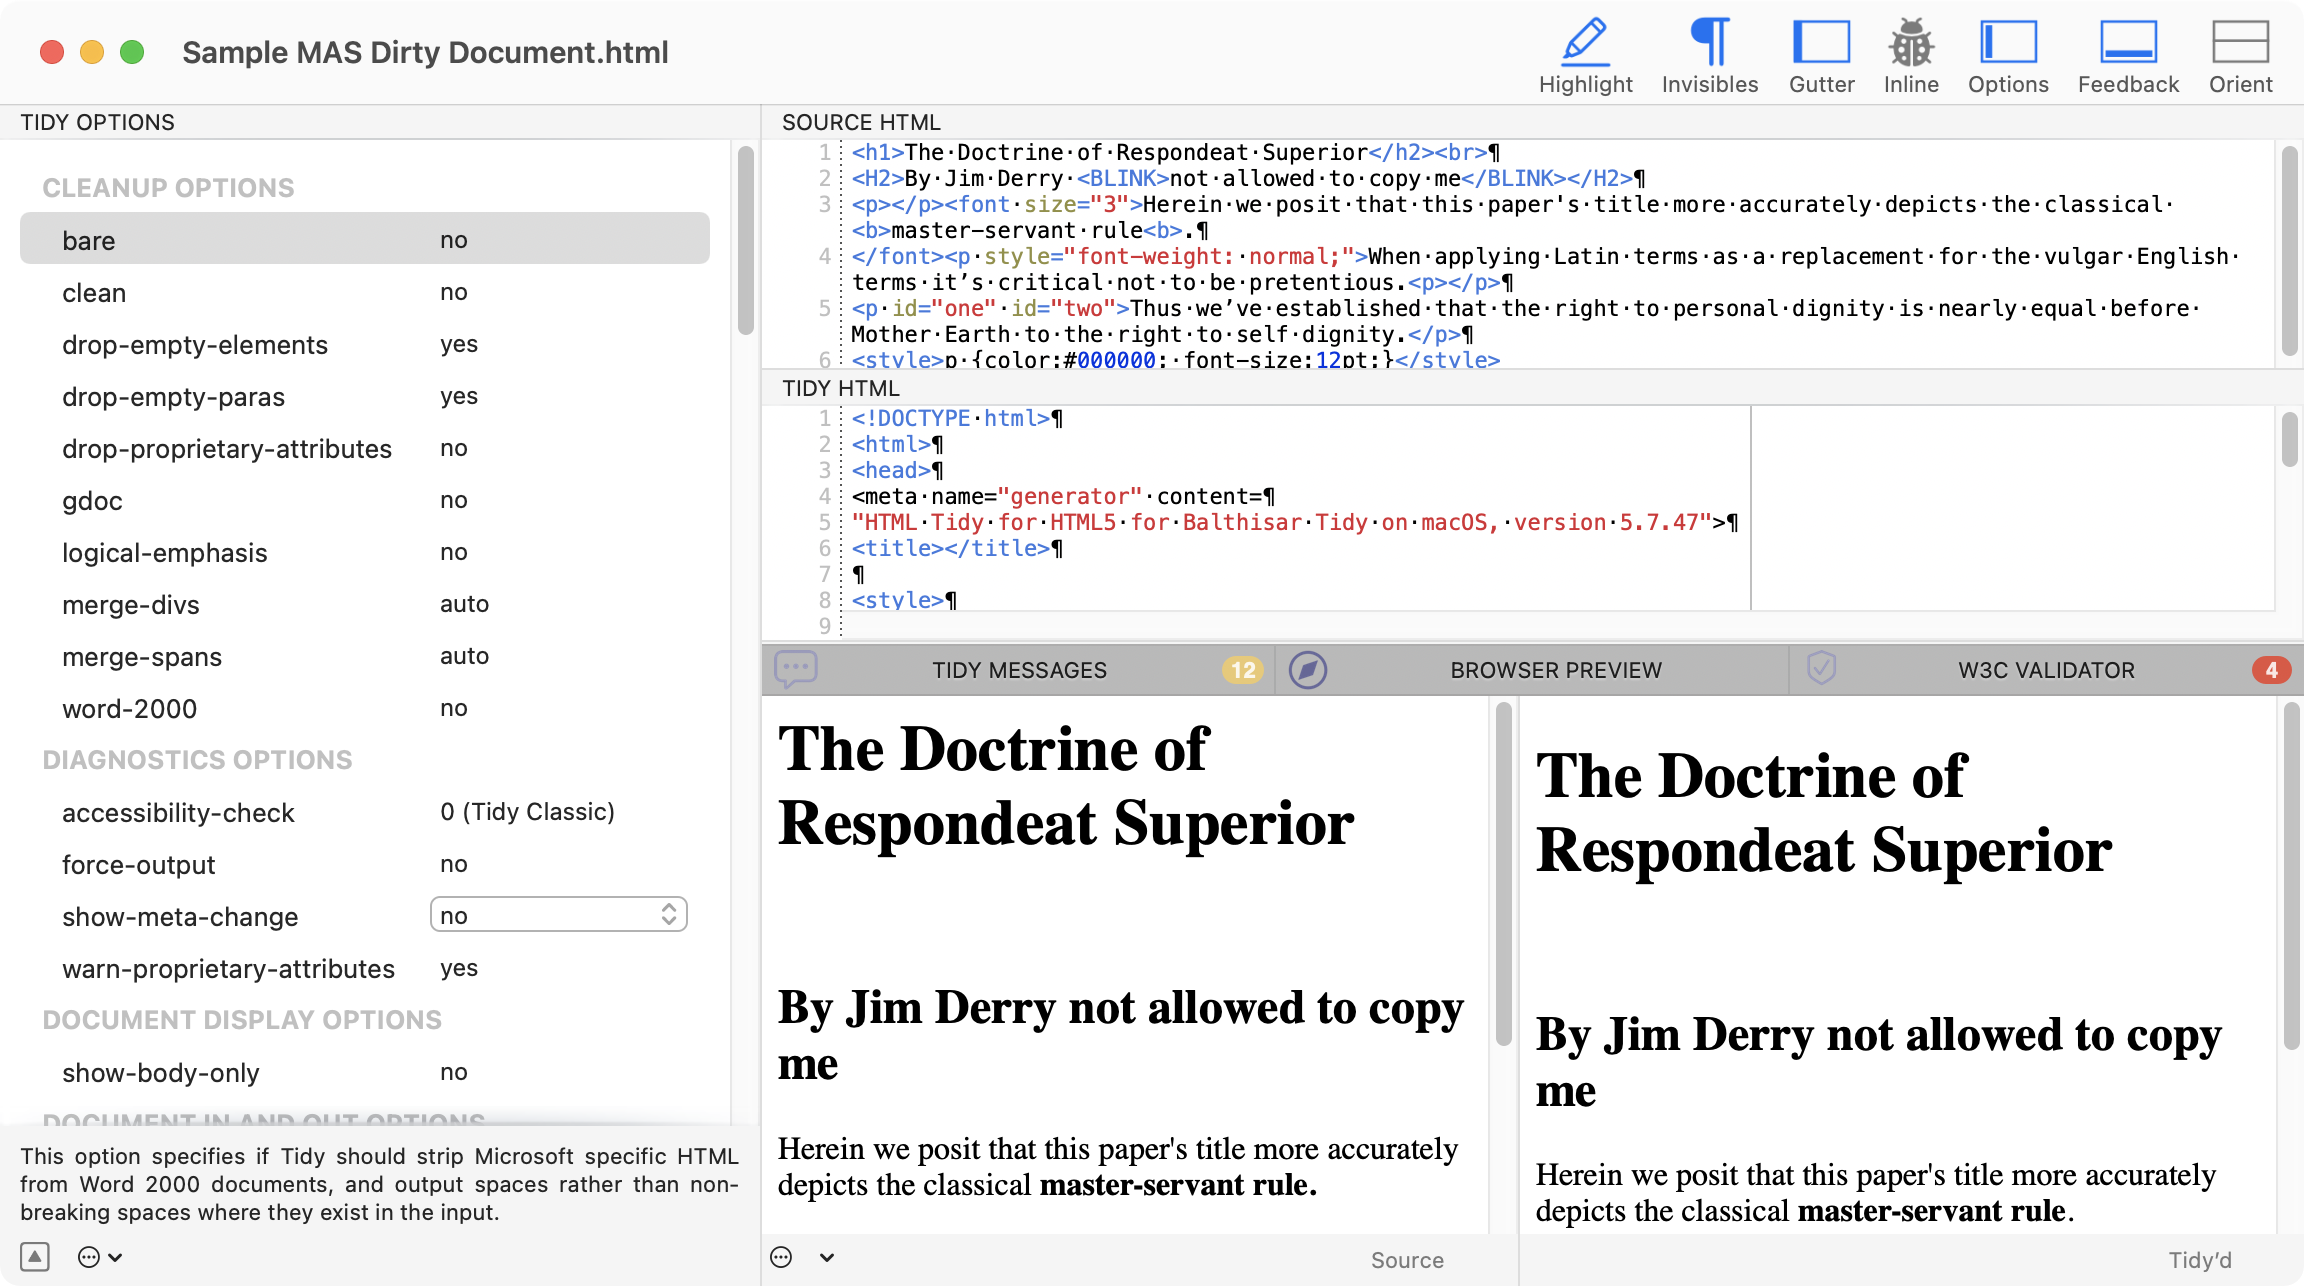 Sample MAS Dirty Document.html
Highlight Invisibles Gutter Inline Options Feedback Orient
TIDY OPTIONS
CLEANUP OPTIONS
bare no
clean no
drop-empty-elements yes
drop-empty-paras yes
drop-proprietary-attributes no
gdoc no
logical-emphasis no
merge-divs auto
merge-spans auto
word-2000 no
DIAGNOSTICS OPTIONS
accessibility-check 0 (Tidy Classic)
force-output no
show-meta-change no
warn-proprietary-attributes yes
DOCUMENT DISPLAY OPTIONS
show-body-only no
DOCUMENT IN AND OUT OPTIONS
This option specifies if Tidy should strip Microsoft specific HTML
from Word 2000 documents, and output spaces rather than non-
breaking spaces where they exist in the input.
SOURCE HTML
1 <h1>The·Doctrine·of·Respondeat·Superior</h2><br>¶
2 <H2>By·Jim·Derry·<BLINK>not·allowed·to·copy·me</BLINK></H2>¶
3 <p></p><font·size="3">Herein·we·posit·that·this·paper's·title·more·accurately·depicts·the·classical·
<b>master-servant·rule<b>.¶
4 </font><p·style="font-weight:·normal;">When·applying·Latin·terms·as·a·replacement·for·the·vulgar·English·
terms·it’s·critical·not·to·be·pretentious.<p></p>¶
5 <p·id="one"·id="two">Thus·we’ve·established·that·the·right·to·personal·dignity·is·nearly·equal·before·
Mother·Earth·to·the·right·to·self·dignity.</p>¶
6 <style>p·{color:#000000;·font-size:12pt;}</style>
TIDY HTML
1 <!DOCTYPE·html>¶
2 <html>¶
3 <head>¶
4 <meta·name="generator"·content=¶
5 "HTML·Tidy·for·HTML5·for·Balthisar·Tidy·on·macOS,·version·5.7.47">¶
6 <title></title>¶
7 ¶
8 <style>¶
9
TIDY MESSAGES 12 BROWSER PREVIEW W3C VALIDATOR 4
The Doctrine of
Respondeat Superior
By Jim Derry not allowed to copy
me
Herein we posit that this paper's title more accurately
depicts the classical master-servant rule.
Source
The Doctrine of
Respondeat Superior
By Jim Derry not allowed to copy
me
Herein we posit that this paper's title more accurately
depicts the classical master-servant rule.
Tidy’d